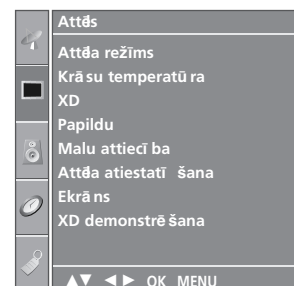 Attēls
Attēla režīms
Krāsu temperatūra
XD
Papildu
Malu attiecība
Attēla atiestatīšana
Ekrāns
XD demonstrēšana
▲▼ ◄► OK MENU